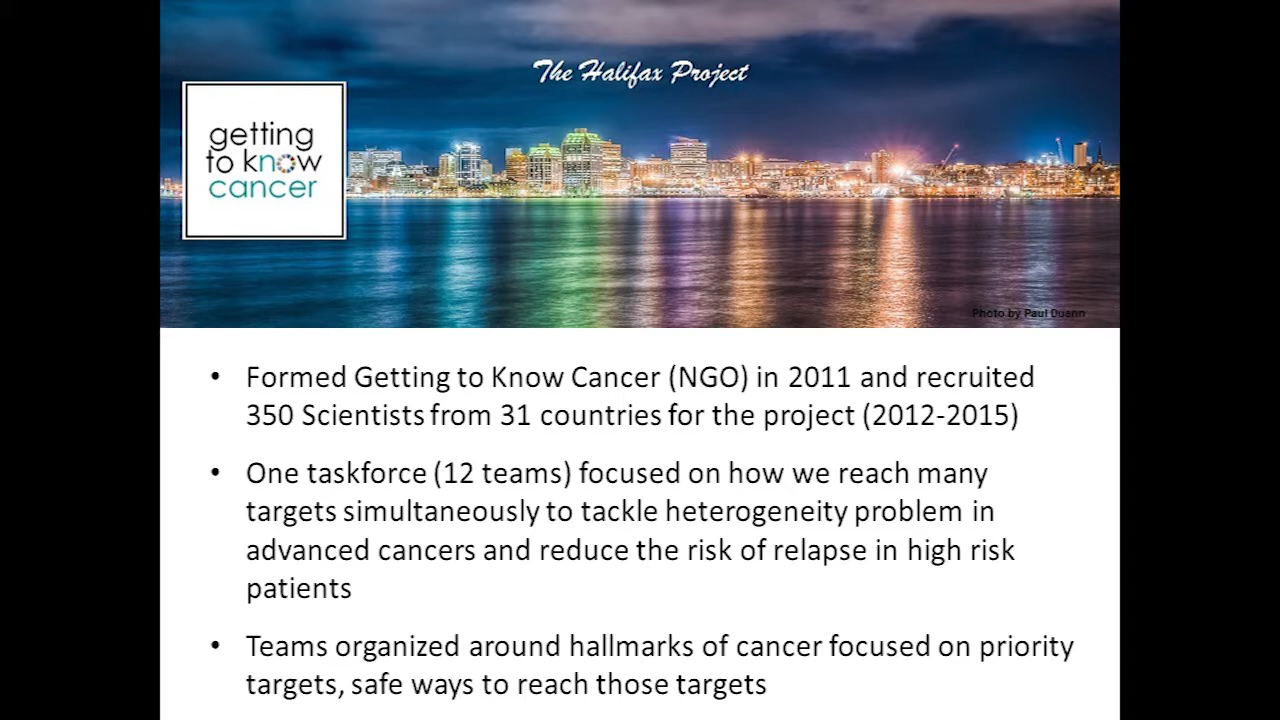 The Halifax Project
getting
to know
cancer
Photo by Paul Duann
• Formed Getting to Know Cancer (NGO) in 2011 and recruited
350 Scientists from 31 countries for the project (2012-2015)
• One taskforce (12 teams) focused on how we reach many
targets simultaneously to tackle heterogeneity problem in
advanced cancers and reduce the risk of relapse in high risk
patients
• Teams organized around hallmarks of cancer focused on priority
targets, safe ways to reach those targets